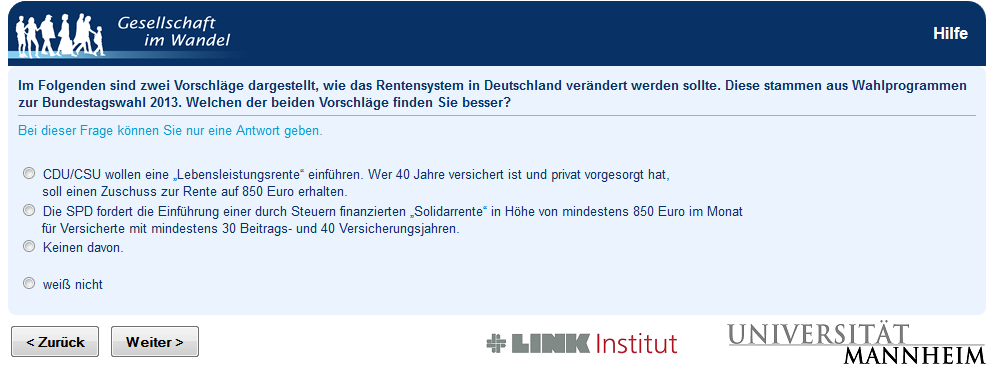 Gesellschaft
im Wandel
Hilfe
Im Folgenden sind zwei Vorschläge dargestellt, wie das Rentensystem in Deutschland verändert werden sollte. Diese stammen aus Wahlprogrammen
zur Bundestagswahl 2013. Welchen der beiden Vorschläge finden Sie besser?
Bei dieser Frage können Sie nur eine Antwort geben.
CDU/CSU wollen eine „Lebensleistungsrente“ einführen. Wer 40 Jahre versichert ist und privat vorgesorgt hat,
soll einen Zuschuss zur Rente auf 850 Euro erhalten.
Die SPD fordert die Einführung einer durch Steuern finanzierten „Solidarrente“ in Höhe von mindestens 850 Euro im Monat
für Versicherte mit mindestens 30 Beitrags- und 40 Versicherungsjahren.
Keinen davon.
weiß nicht
< Zurück
Weiter >
LINK Institut
UNIVERSITÄT
MANNHEIM